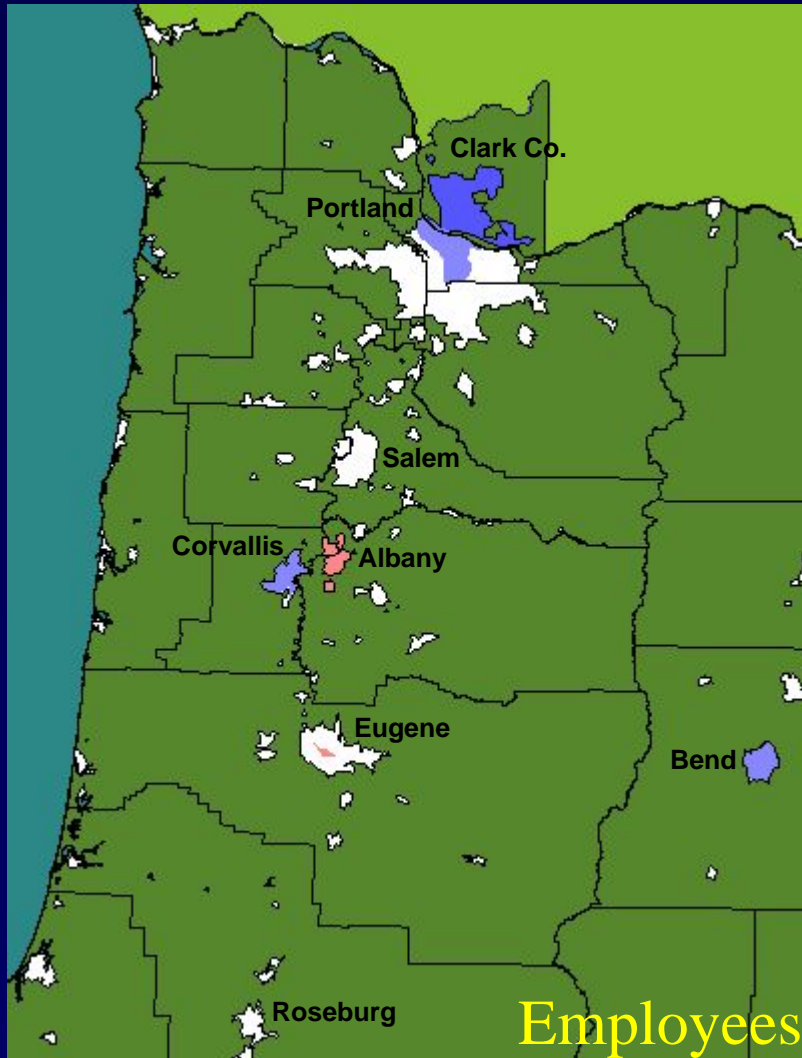 Clark Co.
Portland
Salem
Corvallis
Albany
Eugene
Bend
Roseburg
Employees